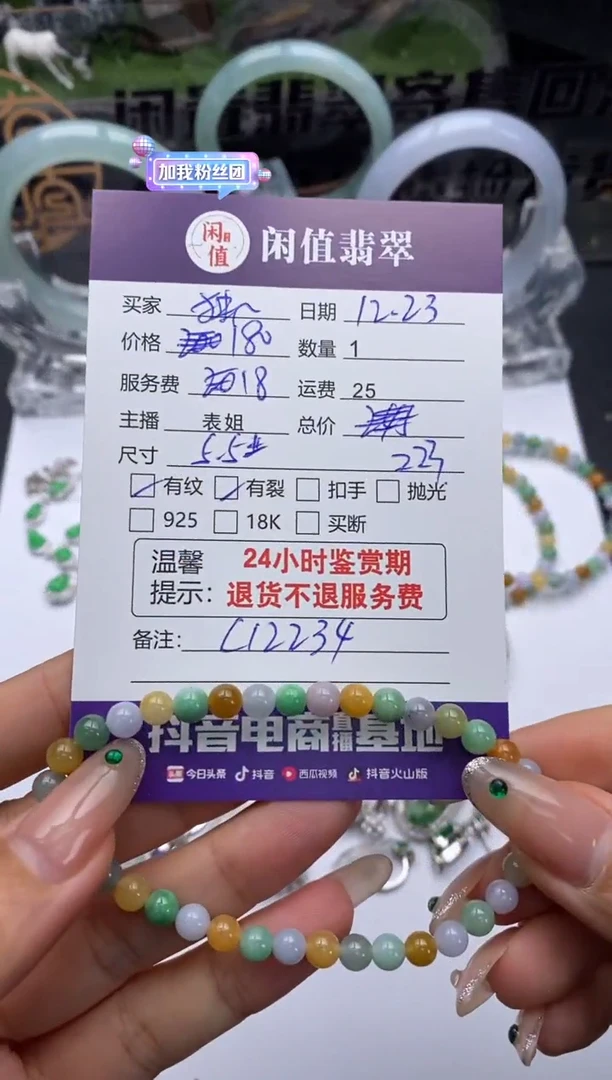 加我粉丝团
闲值 闲值翡翠
买家 日期 12.23
价格 180 数量 1
服务费 18 运费 25
主播 表姐 总价
尺寸 5.5 223
有纹 有裂 扣手 抛光
925 18K 买断
温馨 24小时鉴赏期
提示: 退货不退服务费
备注: C12234
抖音电商直播基地
今日头条 抖音 西瓜视频 抖音火山版